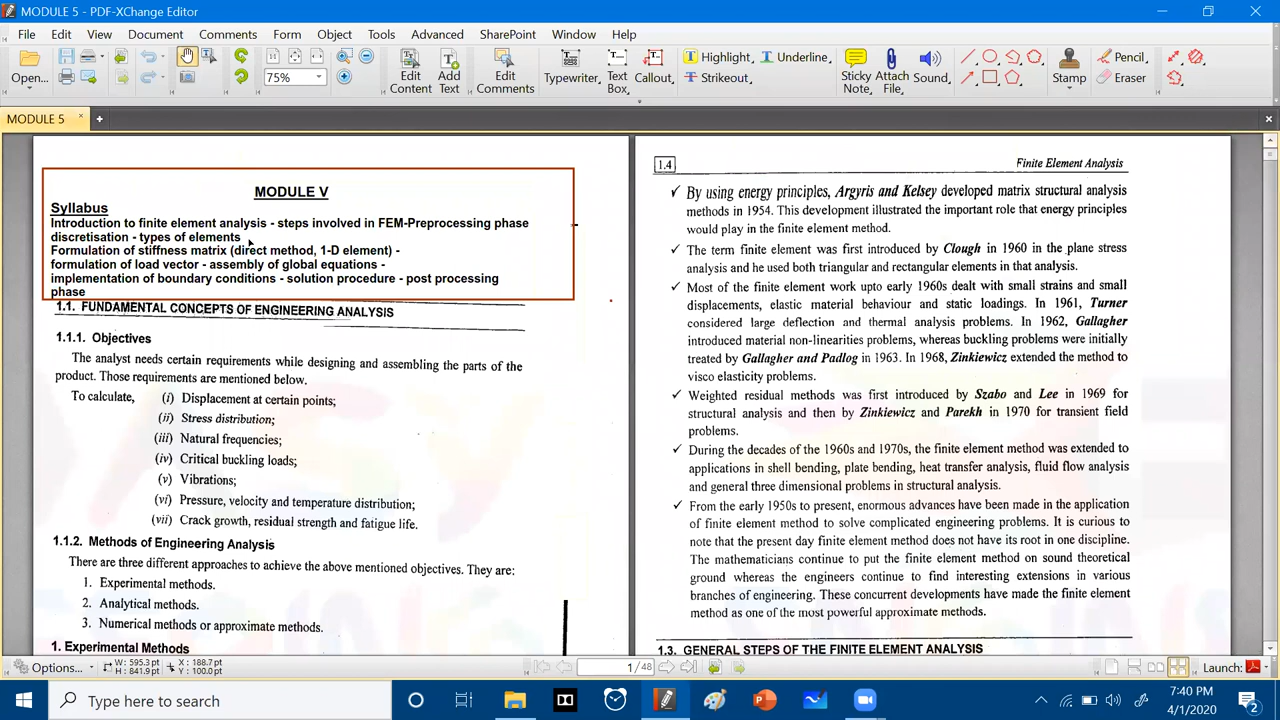 MODULE 5 - PDF-XChange Editor
File Edit View Document Comments Form Object Tools Advanced SharePoint Window Help
Open...
75%
Edit Content
Add Text
Edit Comments
Typewriter
Text Box
Callout
Highlight
Strikeout
Underline
Sticky Note
Attach File
Sound
Stamp
Pencil
Eraser
MODULE 5
MODULE V
Syllabus
Introduction to finite element analysis - steps involved in FEM-Preprocessing phase
discretisation - types of elements
Formulation of stiffness matrix (direct method, 1-D element) -
formulation of load vector - assembly of global equations -
implementation of boundary conditions - solution procedure - post processing
phase
1.1. FUNDAMENTAL CONCEPTS OF ENGINEERING ANALYSIS
1.1.1. Objectives
The analyst needs certain requirements while designing and assembling the parts of the
product. Those requirements are mentioned below.
To calculate, (i) Displacement at certain points;
(ii) Stress distribution;
(iii) Natural frequencies;
(iv) Critical buckling loads;
(v) Vibrations;
(vi) Pressure, velocity and temperature distribution;
(vii) Crack growth, residual strength and fatigue life.
1.1.2. Methods of Engineering Analysis
There are three different approaches to achieve the above mentioned objectives. They are:
1. Experimental methods.
2. Analytical methods.
3. Numerical methods or approximate methods.
1. Experimental Methods
1.4 Finite Element Analysis
✓ By using energy principles, Argyris and Kelsey developed matrix structural analysis
methods in 1954. This development illustrated the important role that energy principles
would play in the finite element method.
✓ The term finite element was first introduced by Clough in 1960 in the plane stress
analysis and he used both triangular and rectangular elements in that analysis.
✓ Most of the finite element work upto early 1960s dealt with small strains and small
displacements, elastic material behaviour and static loadings. In 1961, Turner
considered large deflection and thermal analysis problems. In 1962, Gallagher
introduced material non-linearities problems, whereas buckling problems were initially
treated by Gallagher and Padlog in 1963. In 1968, Zinkiewicz extended the method to
visco elasticity problems.
✓ Weighted residual methods was first introduced by Szabo and Lee in 1969 for
structural analysis and then by Zinkiewicz and Parekh in 1970 for transient field
problems.
✓ During the decades of the 1960s and 1970s, the finite element method was extended to
applications in shell bending, plate bending, heat transfer analysis, fluid flow analysis
and general three dimensional problems in structural analysis.
✓ From the early 1950s to present, enormous advances have been made in the application
of finite element method to solve complicated engineering problems. It is curious to
note that the present day finite element method does not have its root in one discipline.
The mathematicians continue to put the finite element method on sound theoretical
ground whereas the engineers continue to find interesting extensions in various
branches of engineering. These concurrent developments have made the finite element
method as one of the most powerful approximate methods.
1.3. GENERAL STEPS OF THE FINITE ELEMENT ANALYSIS
Options...
W: 595.3 pt X: 188.7 pt
H: 841.9 pt Y: 100.0 pt
1 / 48
Launch:
Type here to search
7:40 PM
4/1/2020
2